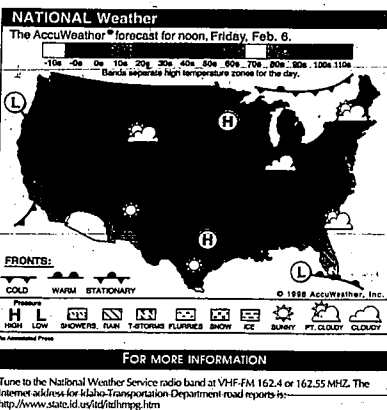 NATIONAL Weather
The AccuWeather® forecast for noon, Friday, Feb. 6.
-10s -0s 0s 10s 20s 30s 40s 50s 60s 70s 80s 90s 100s 110s
Bands separate high temperature zones for the day.
L
H
H
L
FRONTS:
COLD WARM STATIONARY
© 1998 AccuWeather, Inc.
Pressure
H L
HIGH LOW SHOWERS RAIN T-STORMS FLURRIES SNOW ICE SUNNY PT. CLOUDY CLOUDY
Via Associated Press
FOR MORE INFORMATION
Tune to the National Weather Service radio band at VHF-FM 162.4 or 162.55 MHZ. The
Internet address for Idaho Transportation Department road reports is:
http://www.state.id.us/itd/itdhmpg.htm